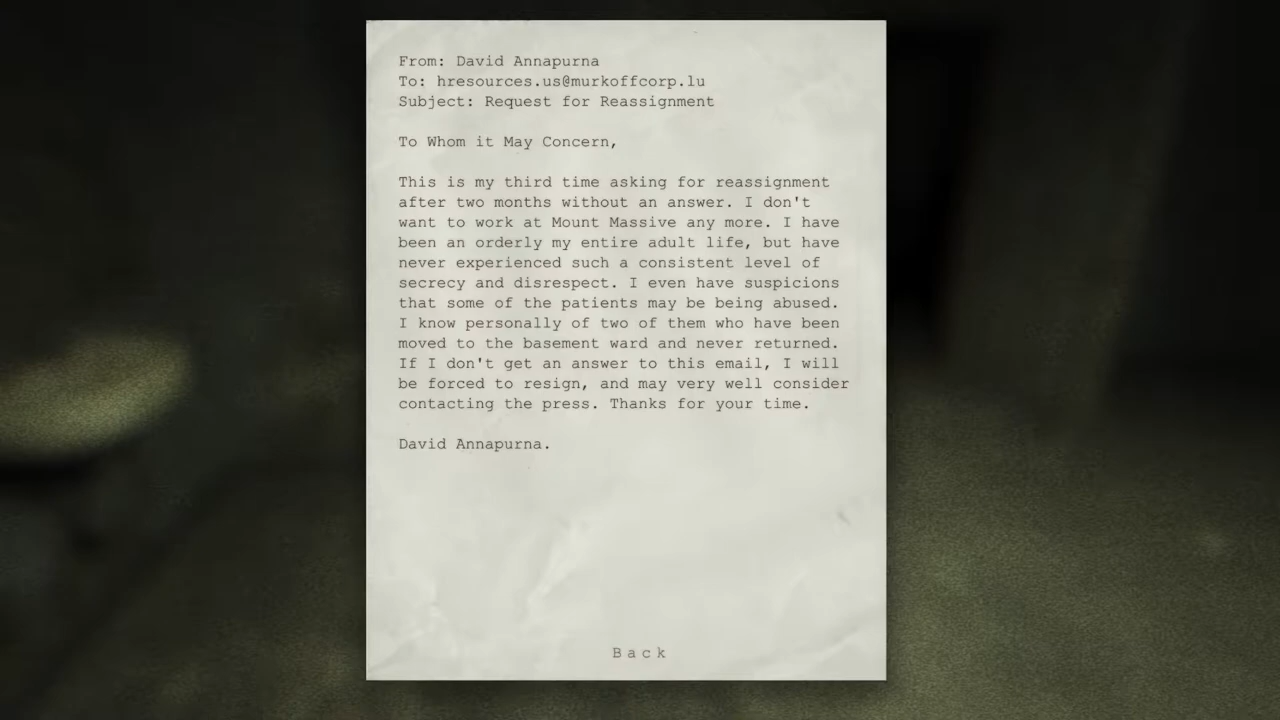 From: David Annapurna
To: hresources.us@murkoffcorp.lu
Subject: Request for Reassignment
To Whom it May Concern,
This is my third time asking for reassignment
after two months without an answer. I don't
want to work at Mount Massive any more. I have
been an orderly my entire adult life, but have
never experienced such a consistent level of
secrecy and disrespect. I even have suspicions
that some of the patients may be being abused.
I know personally of two of them who have been
moved to the basement ward and never returned.
If I don't get an answer to this email, I will
be forced to resign, and may very well consider
contacting the press. Thanks for your time.
David Annapurna.
Back